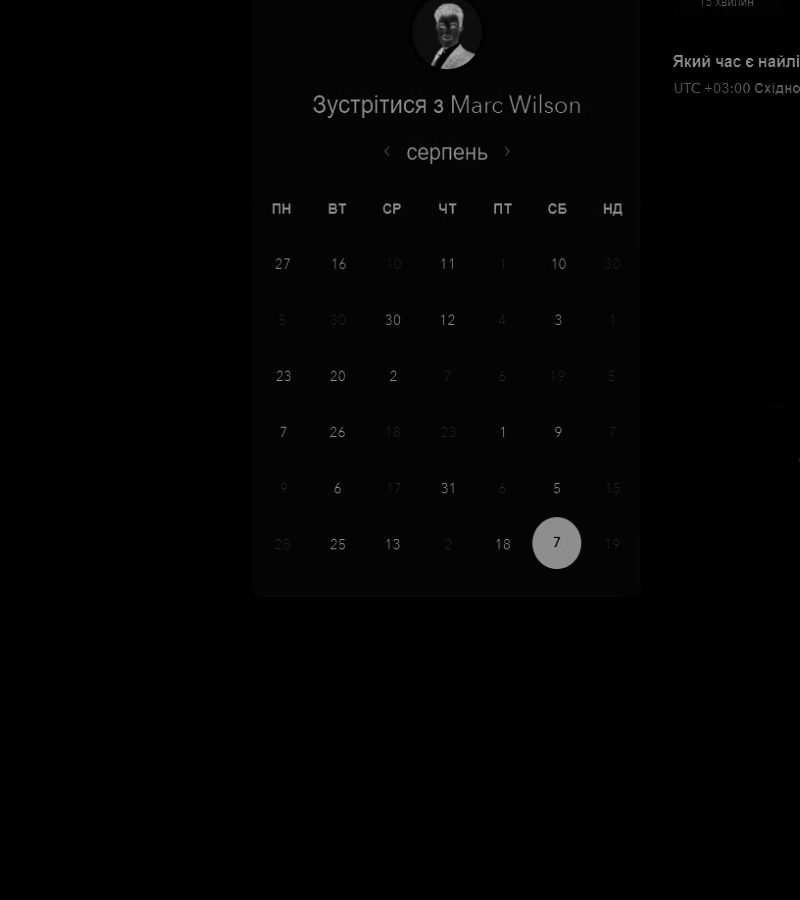 15 хвилин
Який час є найлі
UTC +03:00 Східно
Зустрітися з Marc Wilson
серпень
ПН ВТ СР ЧТ ПТ СБ НД
27 16 10 11 1 10 30
5 30 30 12 4 3 1
23 20 2 7 6 19 5
7 26 18 23 1 9 7
9 6 17 31 6 5 15
28 25 13 2 18 7 19